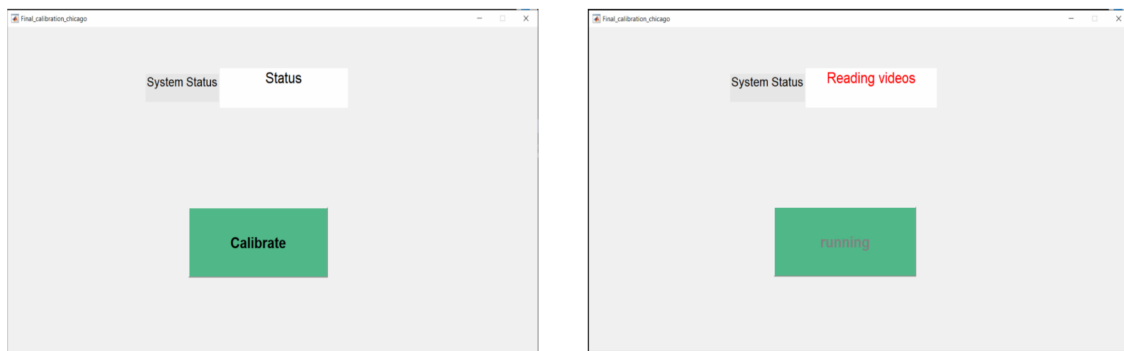 Final_calibration_chicago
System Status
Status
Calibrate
Final_calibration_chicago
System Status
Reading videos
running